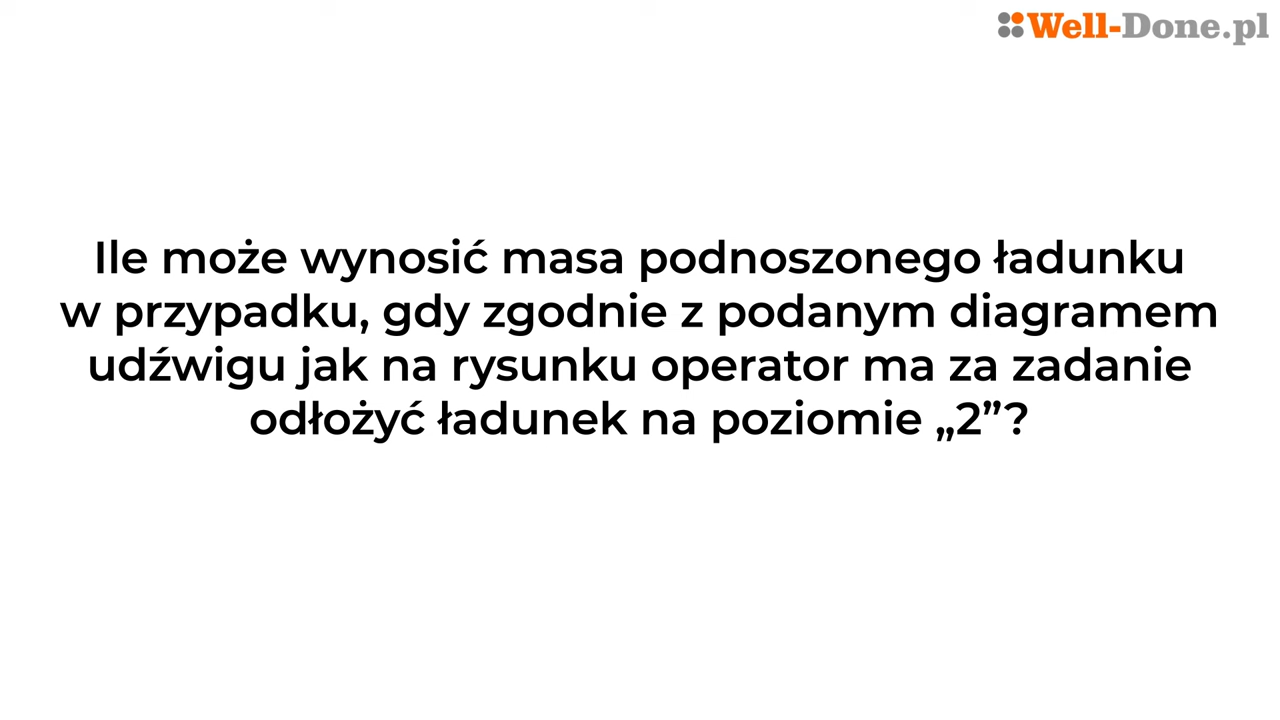 Well-Done.pl
Ile może wynosić masa podnoszonego ładunku
w przypadku, gdy zgodnie z podanym diagramem
udźwigu jak na rysunku operator ma za zadanie
odłożyć ładunek na poziomie „2”?